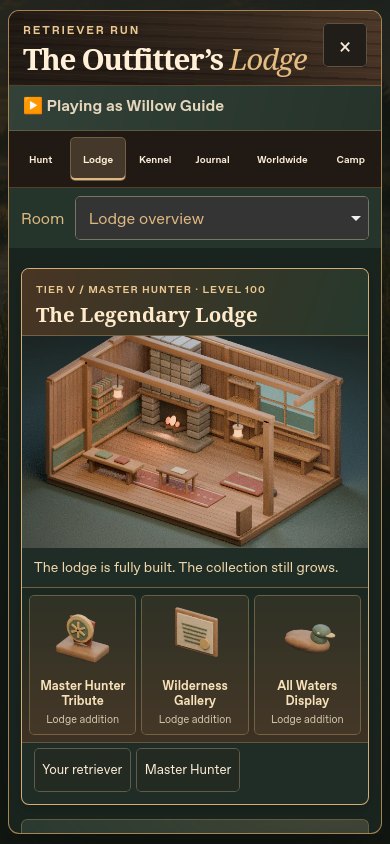 RETRIEVER RUN
The Outfitter's Lodge
×
▶️ Playing as Willow Guide
Hunt Lodge Kennel Journal Worldwide Camp
Room Lodge overview
TIER V / MASTER HUNTER · LEVEL 100
The Legendary Lodge
The lodge is fully built. The collection still grows.
Master Hunter
Tribute
Lodge addition
Wilderness
Gallery
Lodge addition
All Waters
Display
Lodge addition
Your retriever
Master Hunter